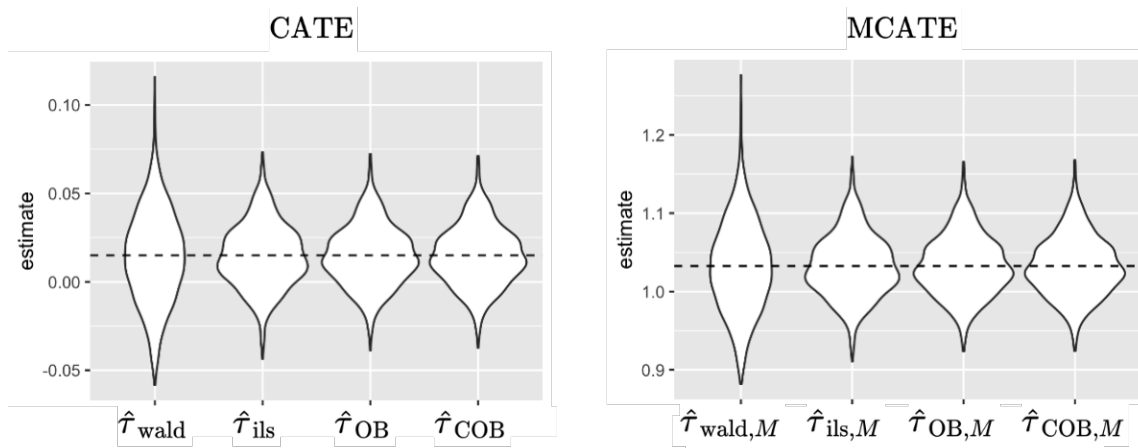 CATE
0.10
0.05
0.00
-0.05
estimate
τ̂wald τ̂ils τ̂OB τ̂COB
MCATE
1.2
1.1
1.0
0.9
estimate
τ̂wald,M τ̂ils,M τ̂OB,M τ̂COB,M